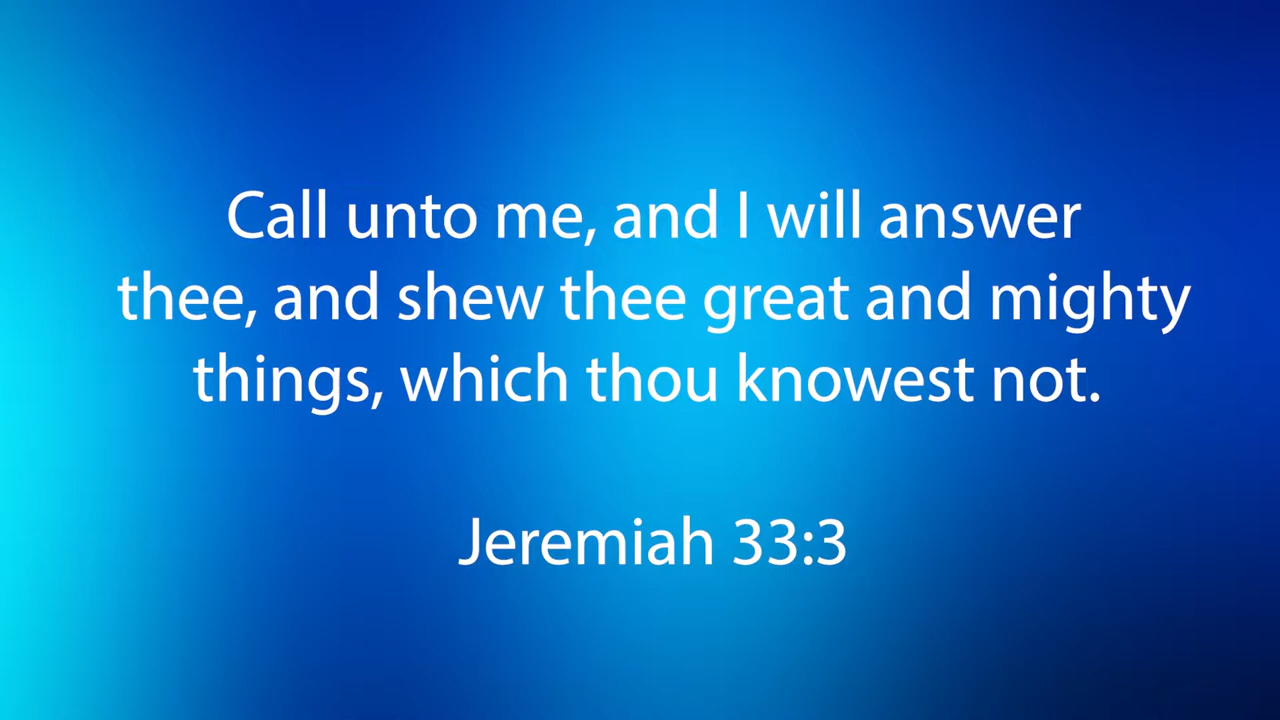 Call unto me, and I will answer
thee, and shew thee great and mighty
things, which thou knowest not.
Jeremiah 33:3